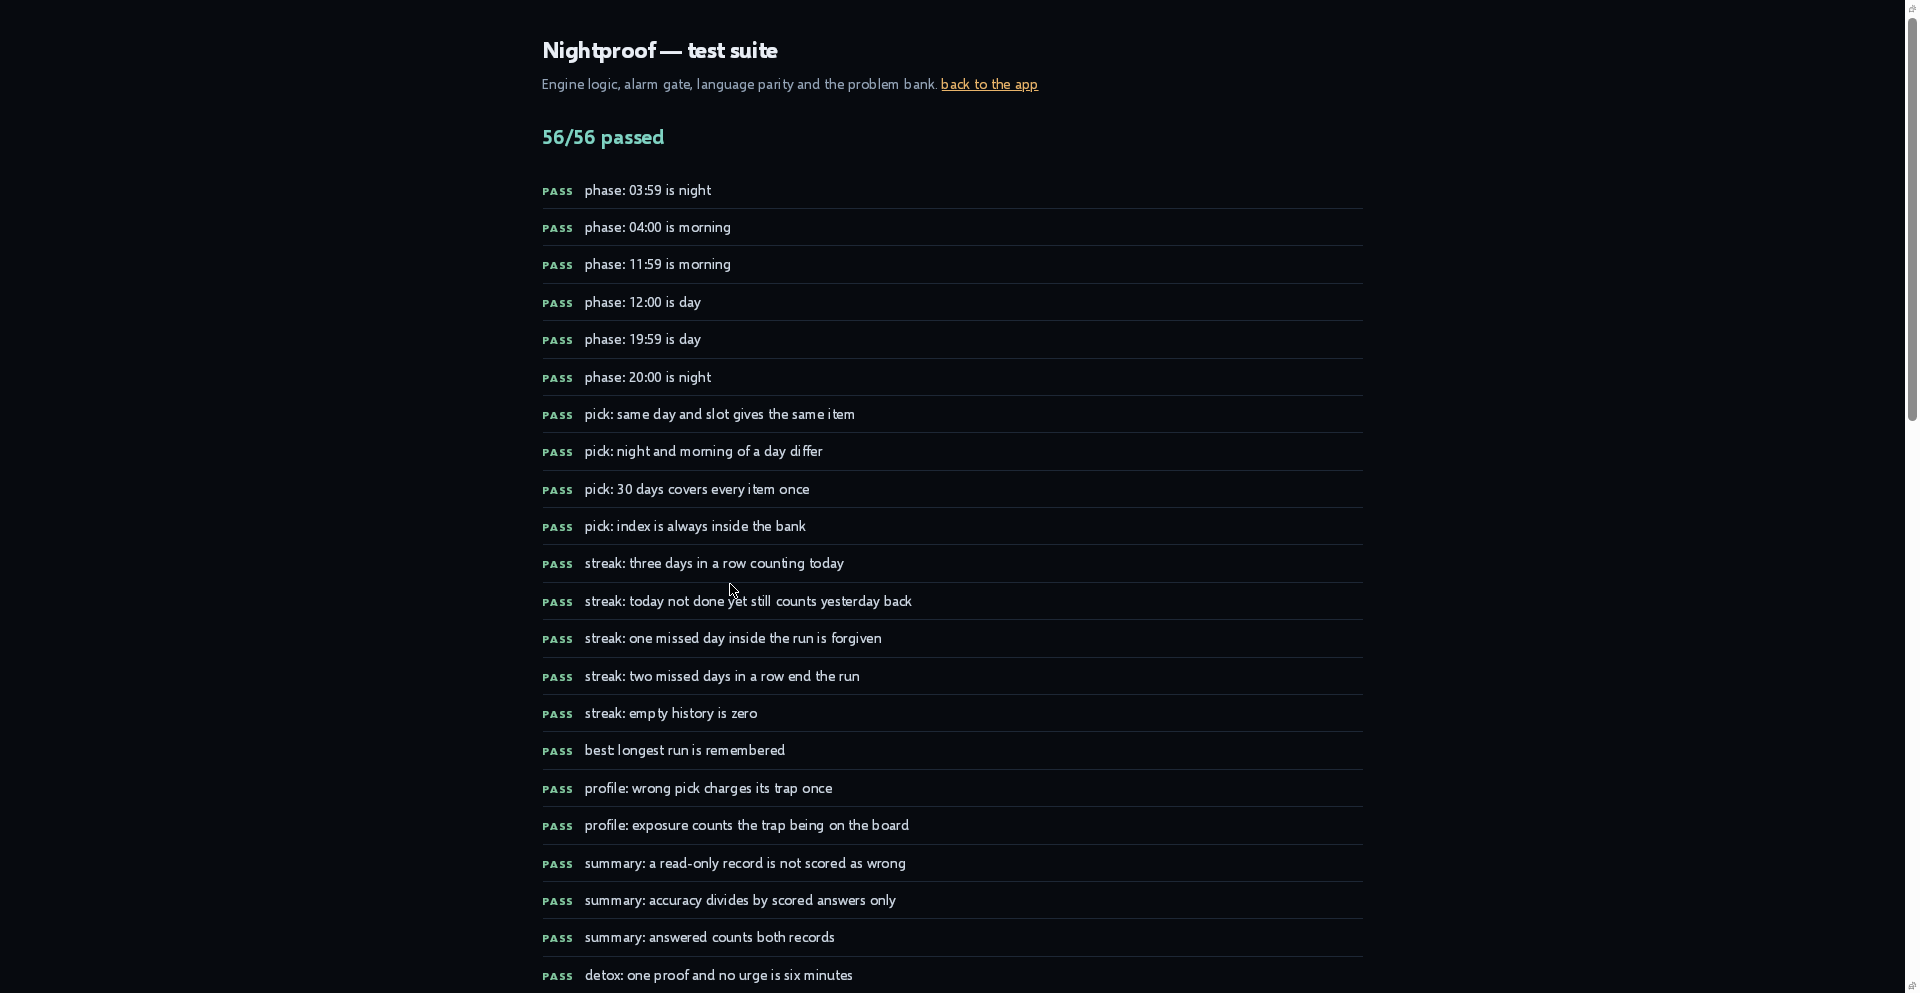 Nightproof — test suite
Engine logic, alarm gate, language parity and the problem bank. back to the app
56/56 passed
PASS phase: 03:59 is night
PASS phase: 04:00 is morning
PASS phase: 11:59 is morning
PASS phase: 12:00 is day
PASS phase: 19:59 is day
PASS phase: 20:00 is night
PASS pick: same day and slot gives the same item
PASS pick: night and morning of a day differ
PASS pick: 30 days covers every item once
PASS pick: index is always inside the bank
PASS streak: three days in a row counting today
PASS streak: today not done yet still counts yesterday back
PASS streak: one missed day inside the run is forgiven
PASS streak: two missed days in a row end the run
PASS streak: empty history is zero
PASS best: longest run is remembered
PASS profile: wrong pick charges its trap once
PASS profile: exposure counts the trap being on the board
PASS summary: a read-only record is not scored as wrong
PASS summary: accuracy divides by scored answers only
PASS summary: answered counts both records
PASS detox: one proof and no urge is six minutes